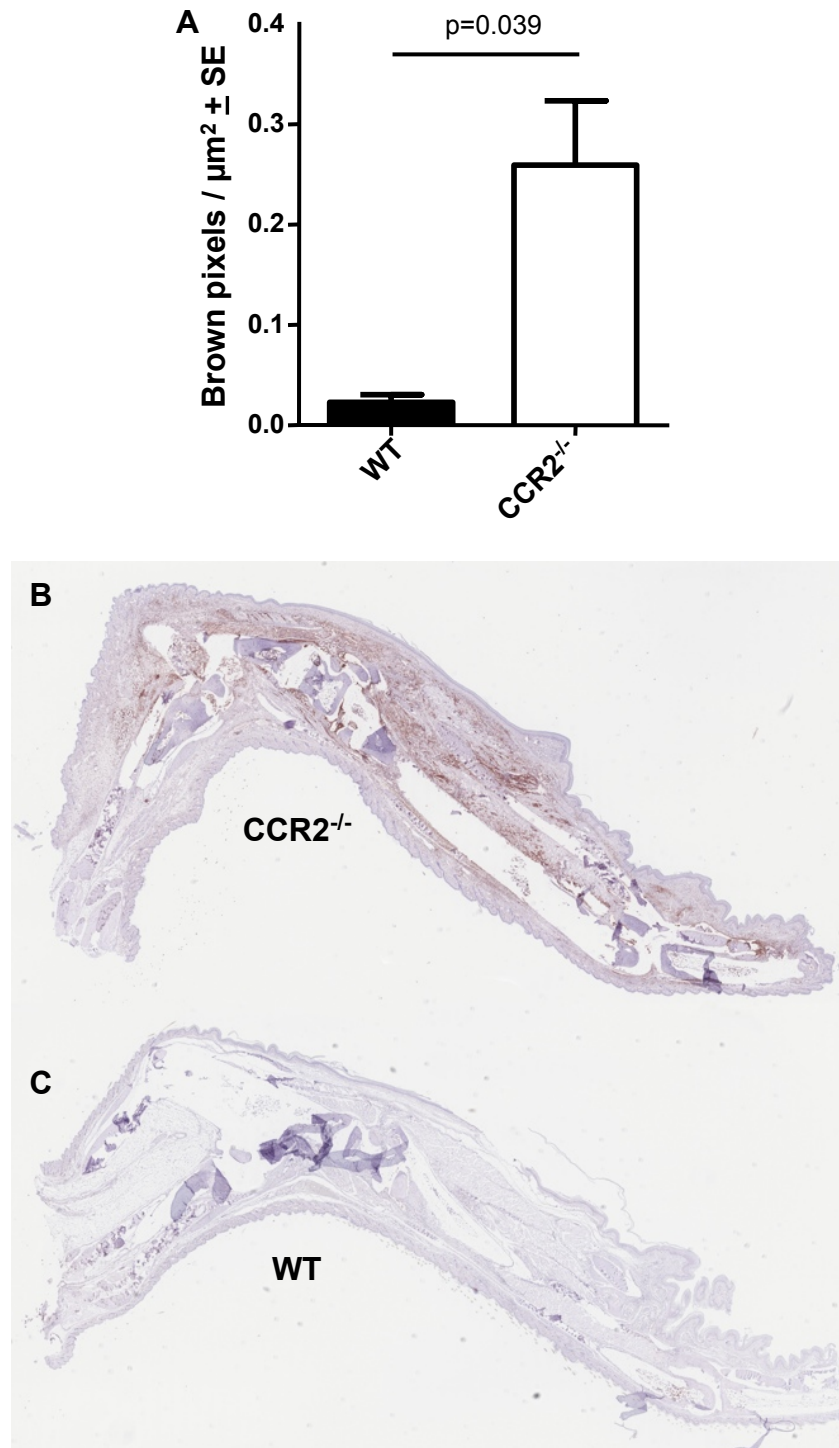 A
p=0.039
Brown pixels / µm² ± SE
0.4
0.3
0.2
0.1
0.0
WT
CCR2⁻/⁻
B
CCR2⁻/⁻
C
WT